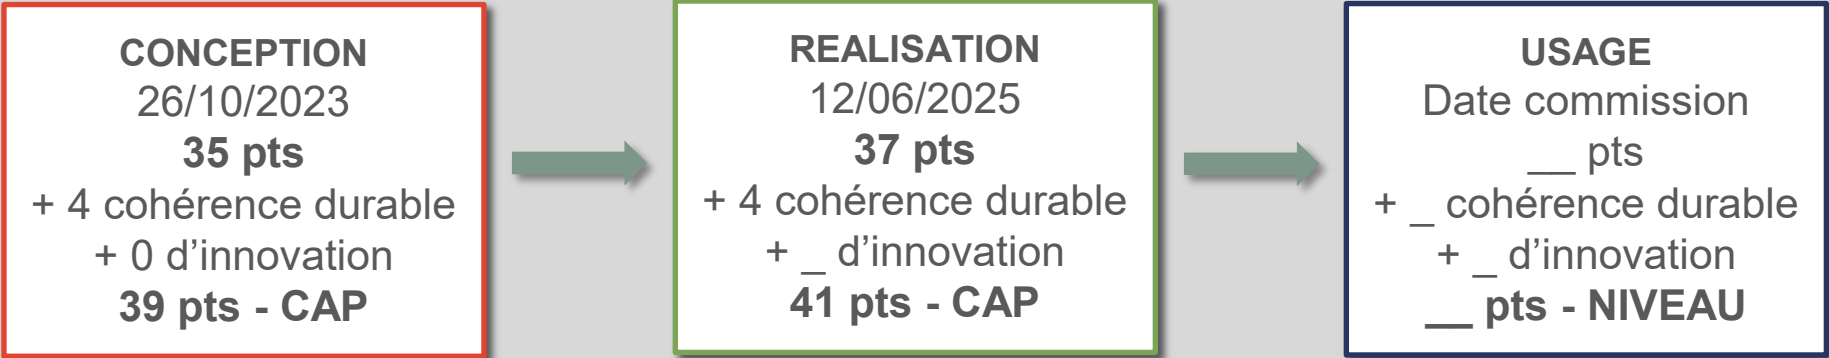 CONCEPTION
26/10/2023
35 pts
+ 4 cohérence durable
+ 0 d’innovation
39 pts - CAP
REALISATION
12/06/2025
37 pts
+ 4 cohérence durable
+ _ d’innovation
41 pts - CAP
USAGE
Date commission
__ pts
+ _ cohérence durable
+ _ d’innovation
__ pts - NIVEAU